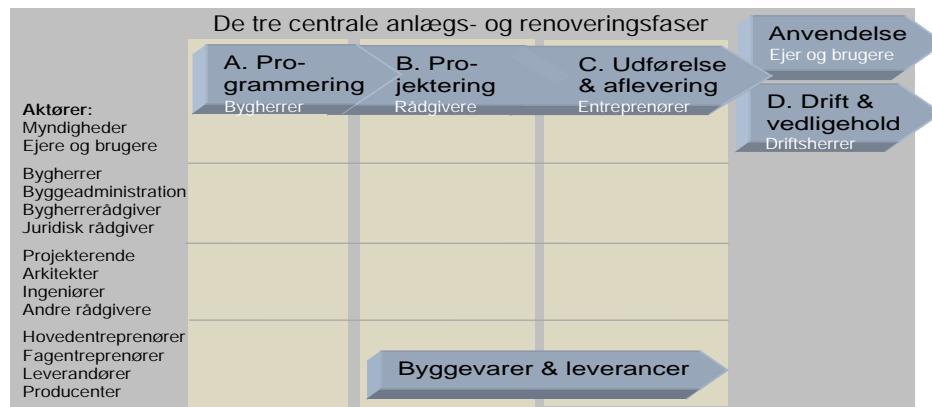 De tre centrale anlægs- og renoveringsfaser
A. Pro-
grammering
Bygherrer
B. Pro-
jektering
Rådgivere
C. Udførelse
& aflevering
Entreprenører
Anvendelse
Ejer og brugere
D. Drift &
vedligehold
Driftsherrer
Aktører:
Myndigheder
Ejere og brugere
Bygherrer
Byggeadministration
Bygherrerådgiver
Juridisk rådgiver
Projekterende
Arkitekter
Ingeniører
Andre rådgivere
Hovedentreprenører
Fagentreprenører
Leverandører
Producenter
Byggevarer & leverancer